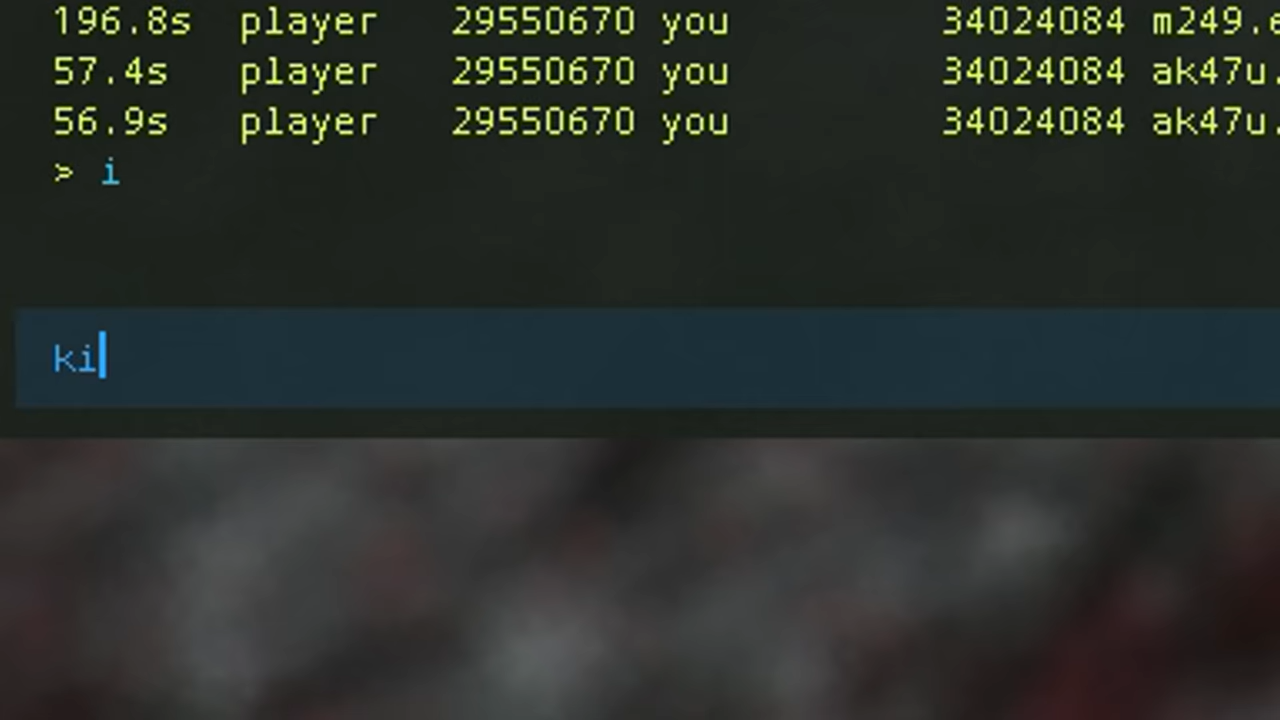 196.8s player 29550670 you 34024084 m249.e
57.4s player 29550670 you 34024084 ak47u.
56.9s player 29550670 you 34024084 ak47u.
> i
ki